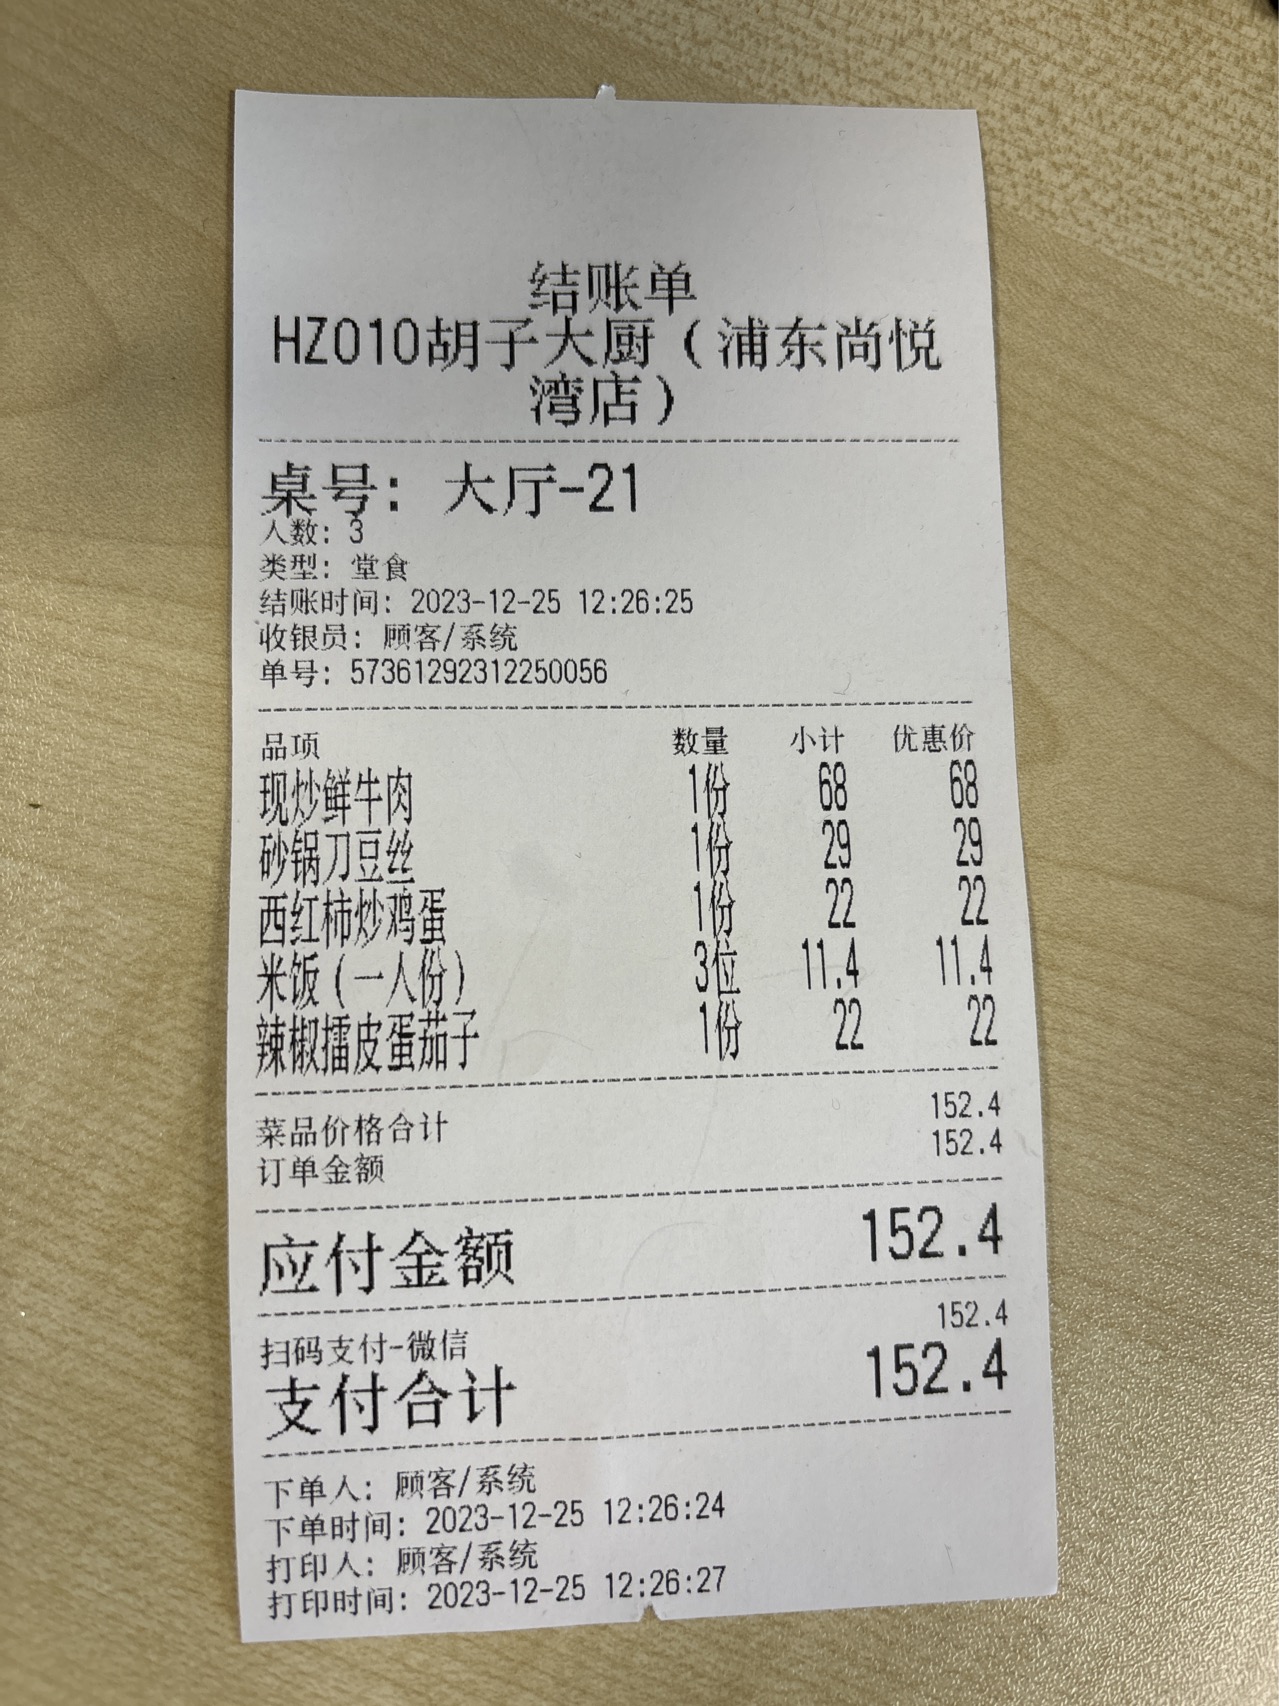 结账单
HZ010胡子大厨（浦东尚悦
湾店）
桌号: 大厅-21
人数: 3
类型: 堂食
结账时间: 2023-12-25 12:26:25
收银员: 顾客/系统
单号: 57361292312250056
品项 数量 小计 优惠价
现炒鲜牛肉 1份 68 68
砂锅刀豆丝 1份 29 29
西红柿炒鸡蛋 1份 22 22
米饭（一人份） 3位 11.4 11.4
辣椒擂皮蛋茄子 1份 22 22
菜品价格合计 152.4
订单金额 152.4
应付金额 152.4
扫码支付-微信 152.4
支付合计 152.4
下单人: 顾客/系统
下单时间: 2023-12-25 12:26:24
打印人: 顾客/系统
打印时间: 2023-12-25 12:26:27